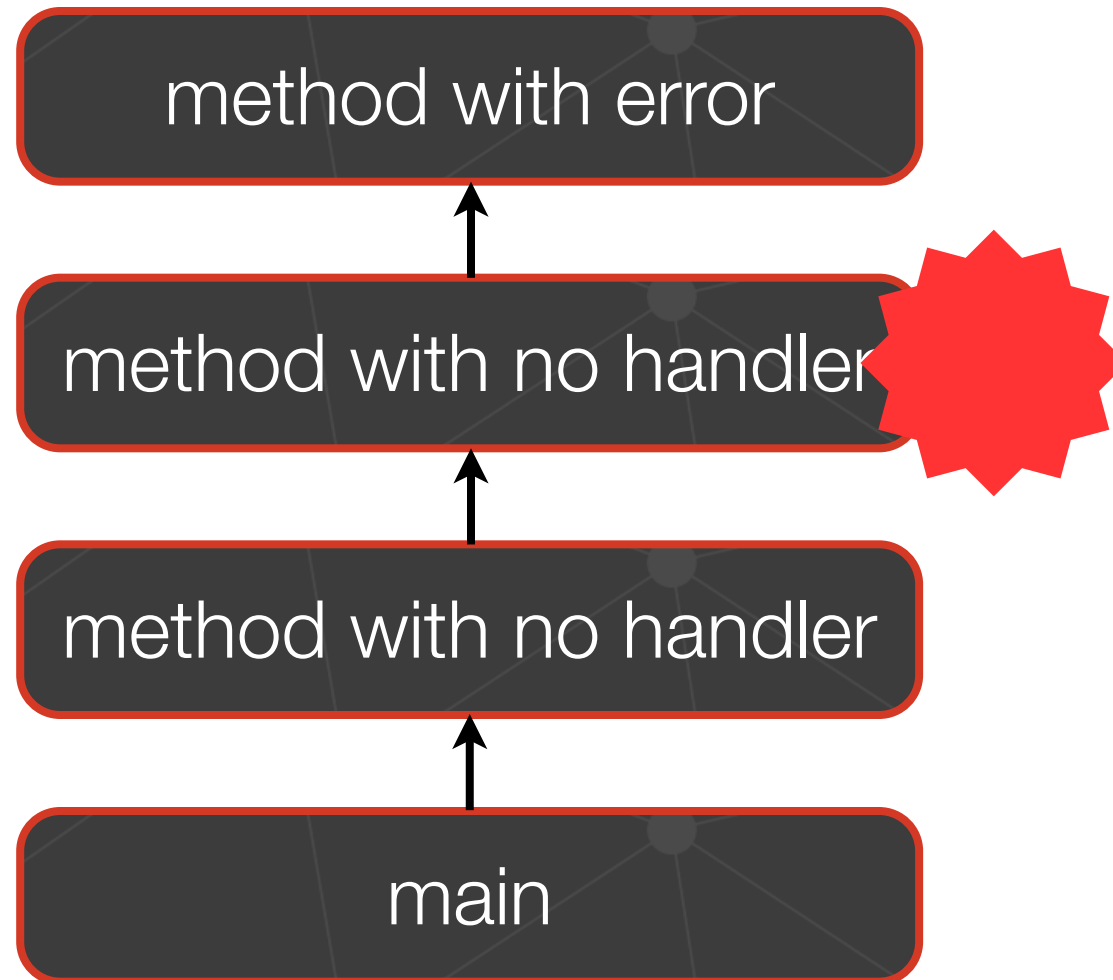 method with error
method with no handler
method with no handler
main